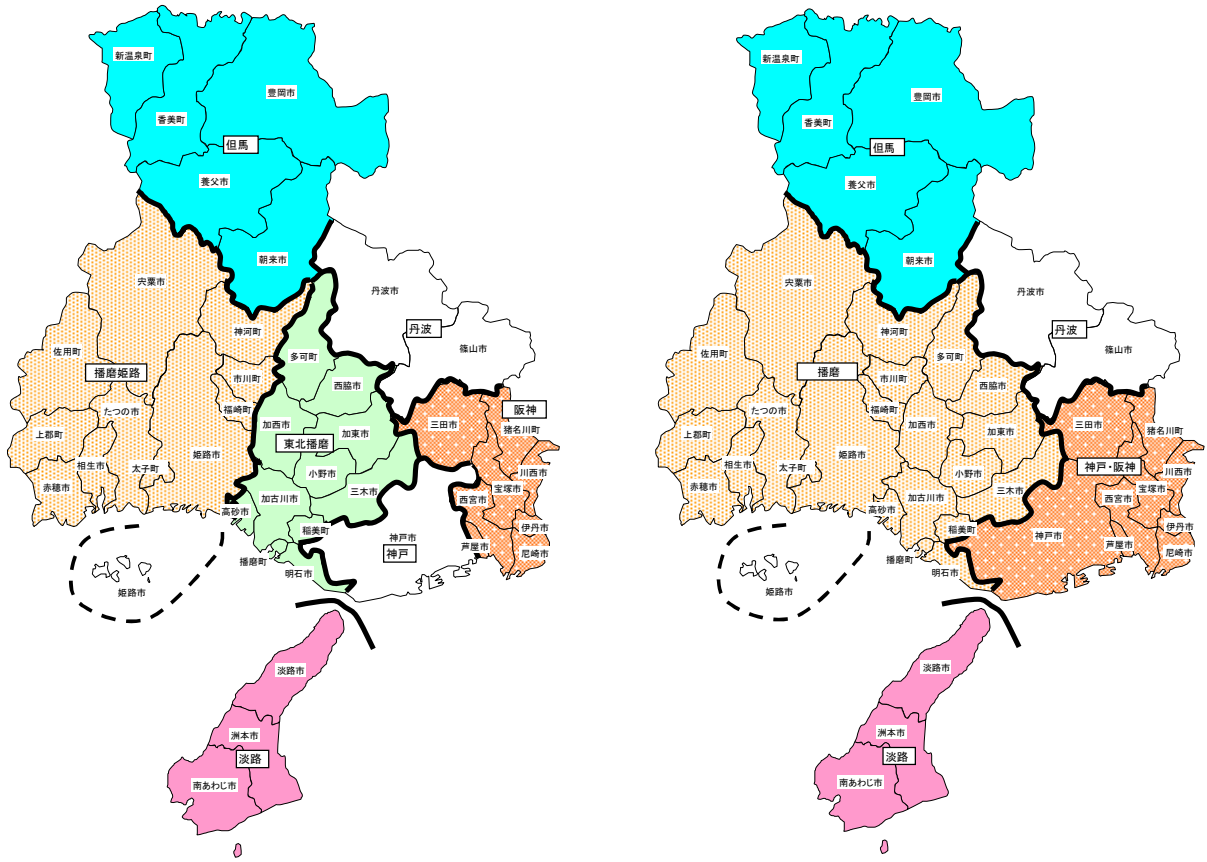 新温泉町
豊岡市
香美町
但馬
養父市
朝来市
宍粟市
丹波市
神河町
丹波
篠山市
佐用町
多可町
播磨姫路
市川町
西脇市
たつの市
福崎町
阪神
加西市
加東市
三田市
猪名川町
上郡町
東北播磨
姫路市
相生市
太子町
小野市
川西市
赤穂市
加古川市
三木市
西宮市
宝塚市
高砂市
稲美町
神戸市
伊丹市
神戸
芦屋市
尼崎市
播磨町
明石市
姫路市
淡路市
洲本市
淡路
南あわじ市
新温泉町
豊岡市
香美町
但馬
養父市
朝来市
宍粟市
丹波市
神河町
丹波
篠山市
佐用町
多可町
播磨
市川町
西脇市
たつの市
福崎町
加西市
加東市
三田市
猪名川町
上郡町
姫路市
相生市
太子町
小野市
神戸・阪神
川西市
赤穂市
加古川市
三木市
西宮市
宝塚市
高砂市
稲美町
神戸市
伊丹市
芦屋市
尼崎市
播磨町
明石市
姫路市
淡路市
洲本市
淡路
南あわじ市